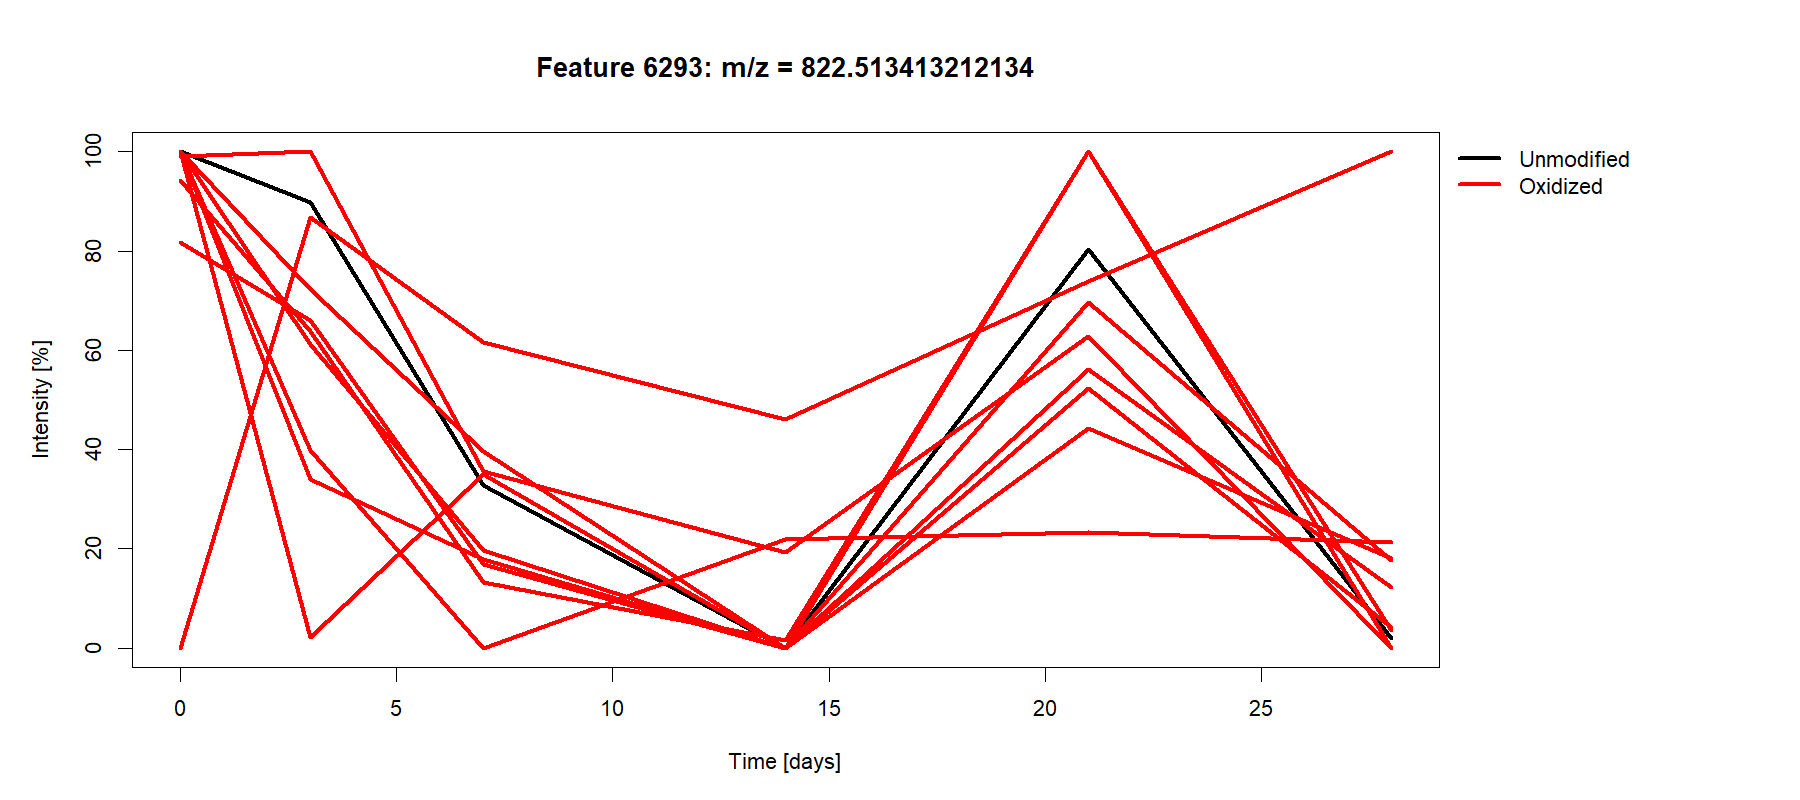 Feature 6293: m/z = 822.513413212134
Unmodified
Oxidized
100
80
60
40
20
0
Intensity [%]
0 5 10 15 20 25
Time [days]